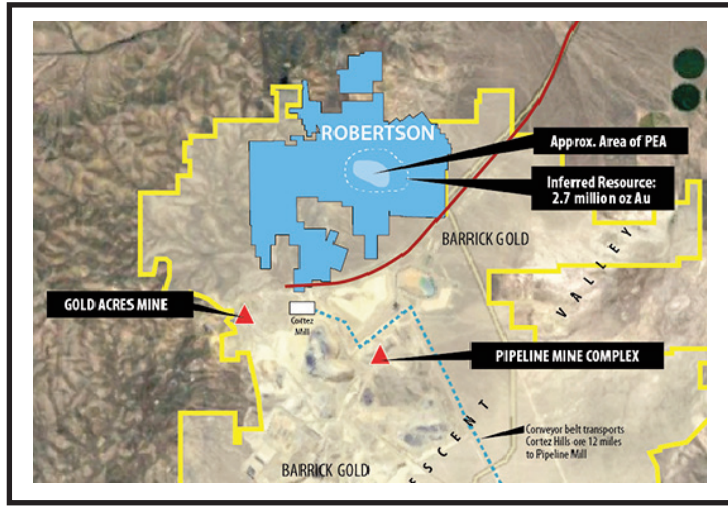 ROBERTSON
Approx. Area of PEA
Inferred Resource:
2.7 million oz Au
BARRICK GOLD
VALLEY
GOLD ACRES MINE
Cortez
Mill
PIPELINE MINE COMPLEX
ESCENT
Conveyor belt transports
Cortez Hills ore 12 miles
to Pipeline Mill
BARRICK GOLD